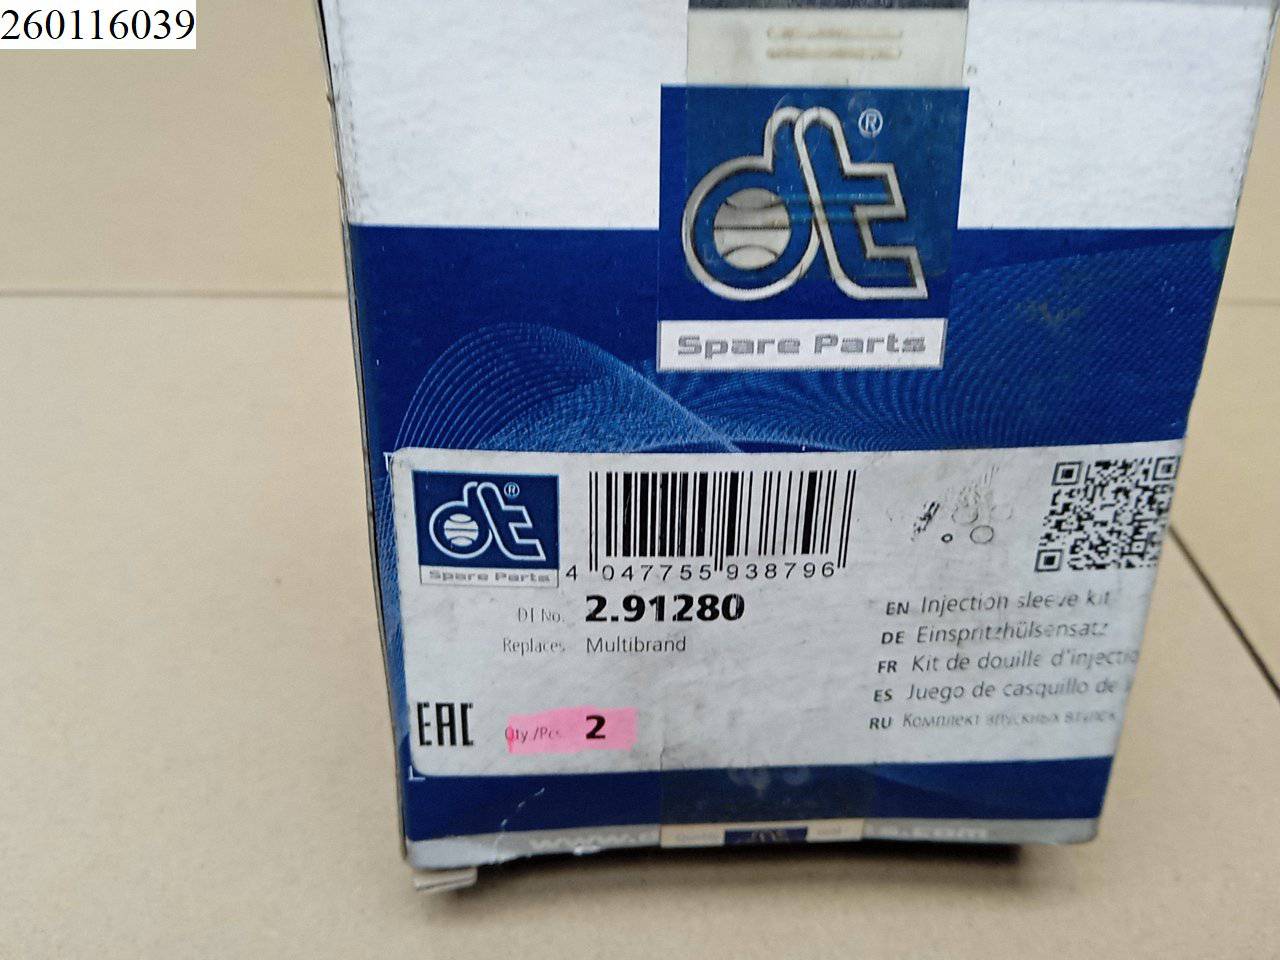 260116039
dt ®
Spare Parts
dt ®
Spare Parts
4 047755 938796
DT No. 2.91280
Replaces Multibrand
EAC
Qty./Pcs. 2
EN Injection sleeve kit
DE Einspritzhülsensatz
FR Kit de douille d'injectio
ES Juego de casquillo de
RU Комплект